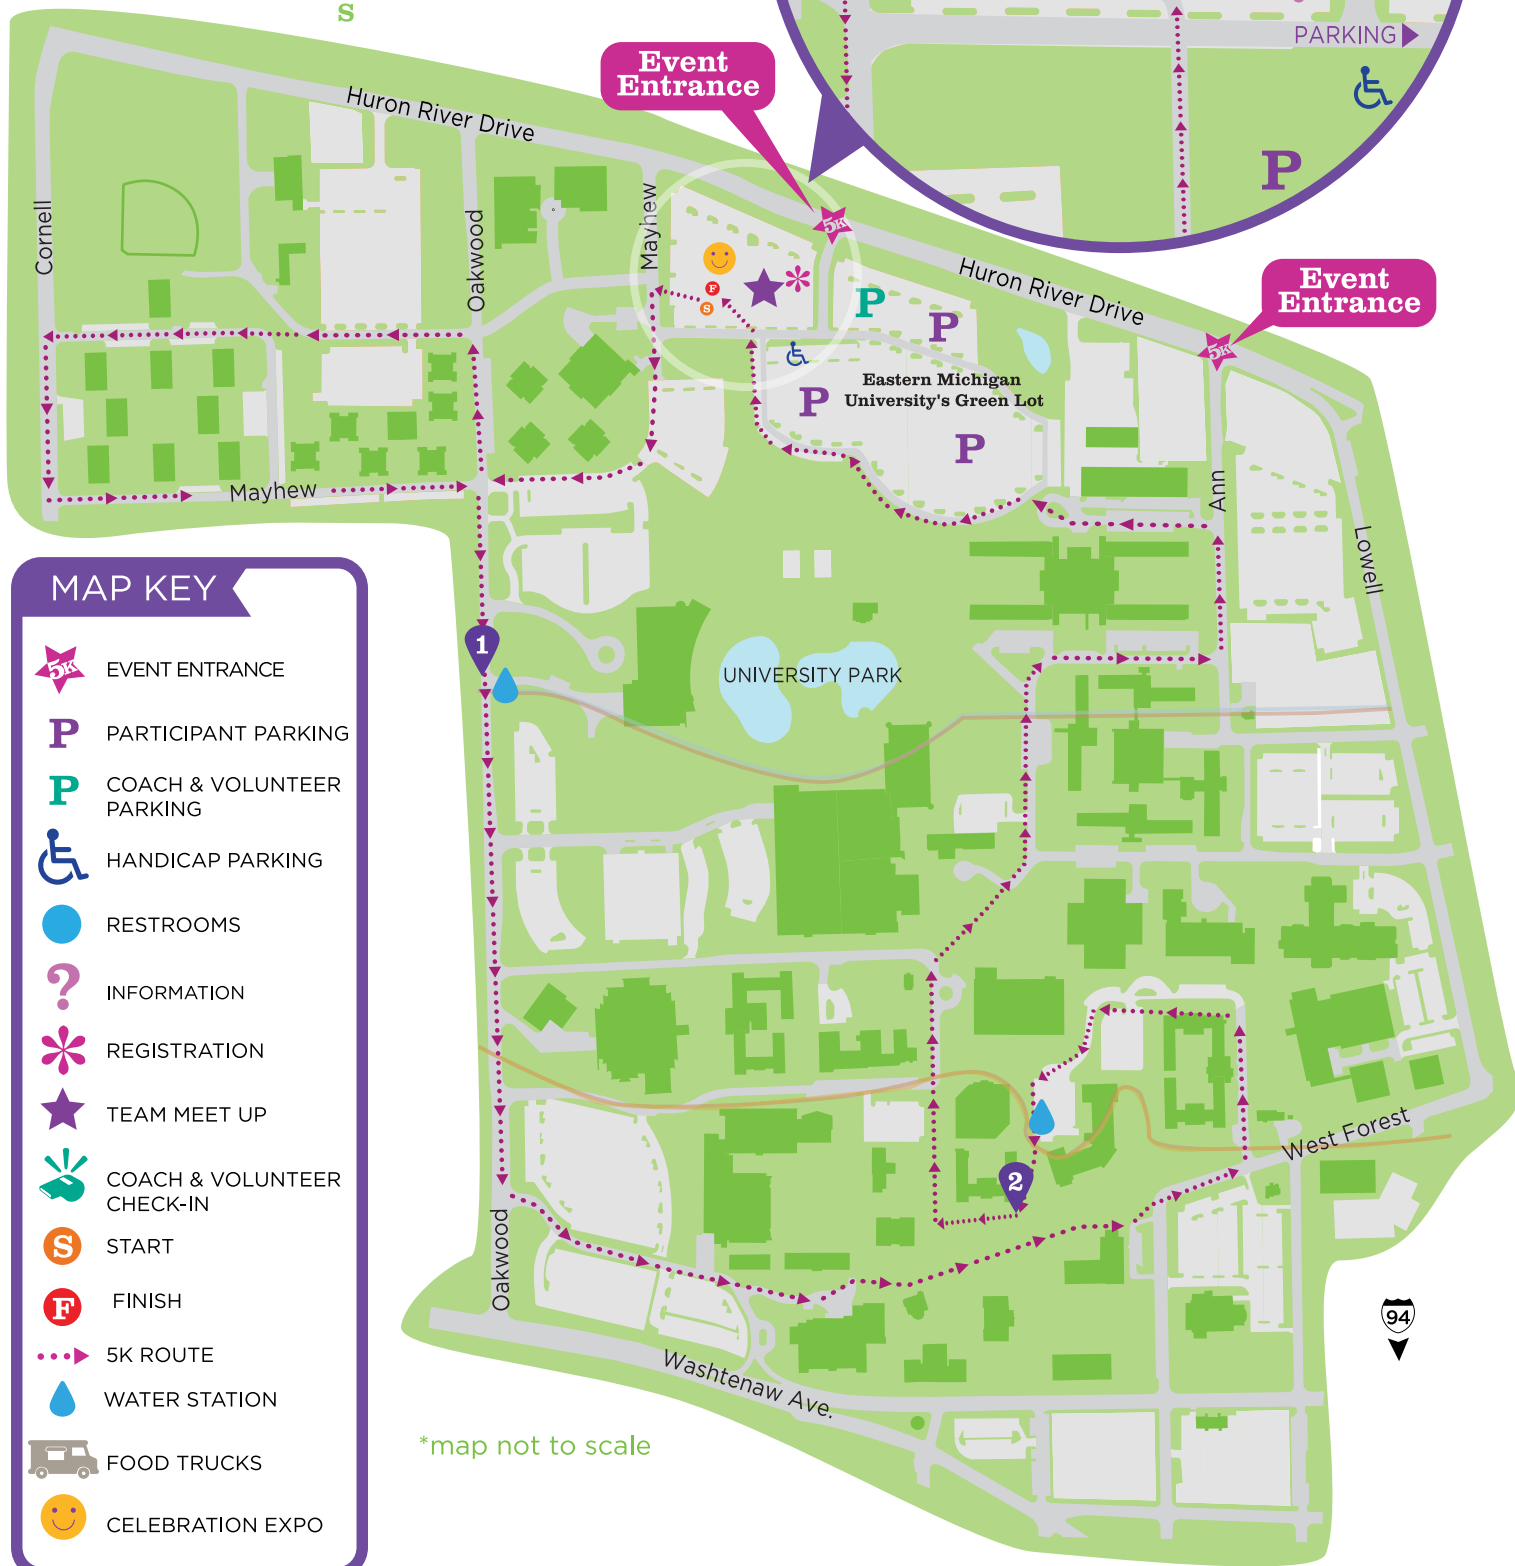 S
PARKING
P
Event
Entrance
Huron River Drive
Cornell
Oakwood
Mayhew
5K
F
S
P
P
Huron River Drive
Event
Entrance
5K
Eastern Michigan
University's Green Lot
P
P
Mayhew
Ann
Lowell
MAP KEY
5K EVENT ENTRANCE
P PARTICIPANT PARKING
P COACH & VOLUNTEER
PARKING
HANDICAP PARKING
RESTROOMS
? INFORMATION
REGISTRATION
TEAM MEET UP
COACH & VOLUNTEER
CHECK-IN
S START
F FINISH
5K ROUTE
WATER STATION
FOOD TRUCKS
CELEBRATION EXPO
1
UNIVERSITY PARK
2
West Forest
Oakwood
94
Washtenaw Ave.
*map not to scale